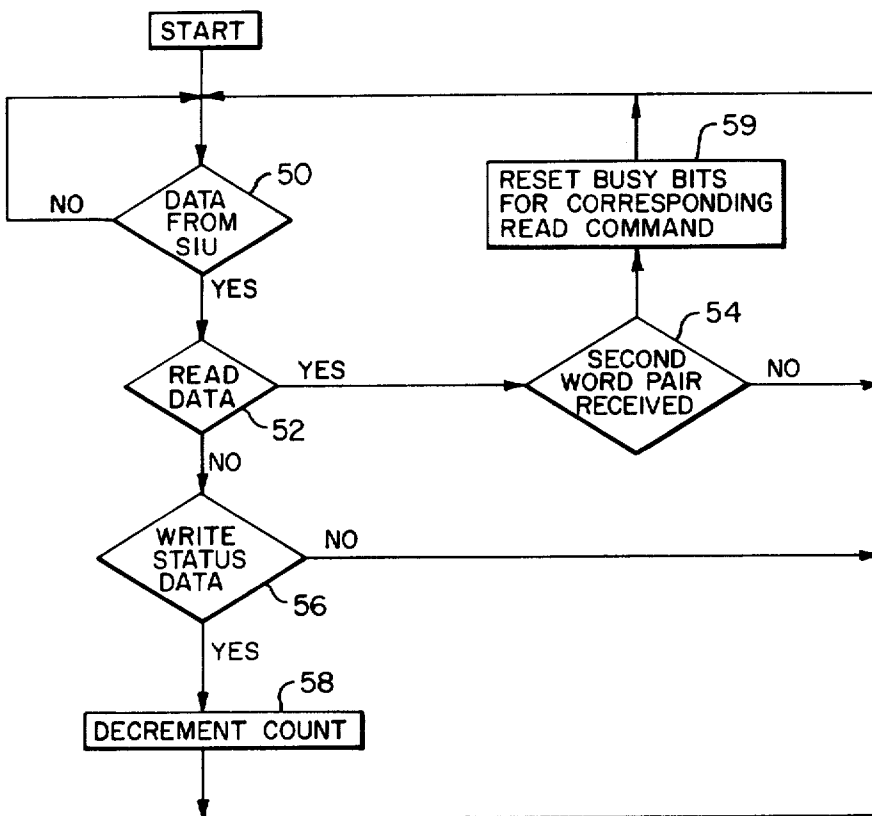 START
59
50
RESET BUSY BITS
FOR CORRESPONDING
READ COMMAND
NO
DATA
FROM
SIU
YES
54
READ
DATA
YES
SECOND
WORD PAIR
RECEIVED
NO
52
NO
WRITE
STATUS
DATA
NO
56
YES
58
DECREMENT COUNT